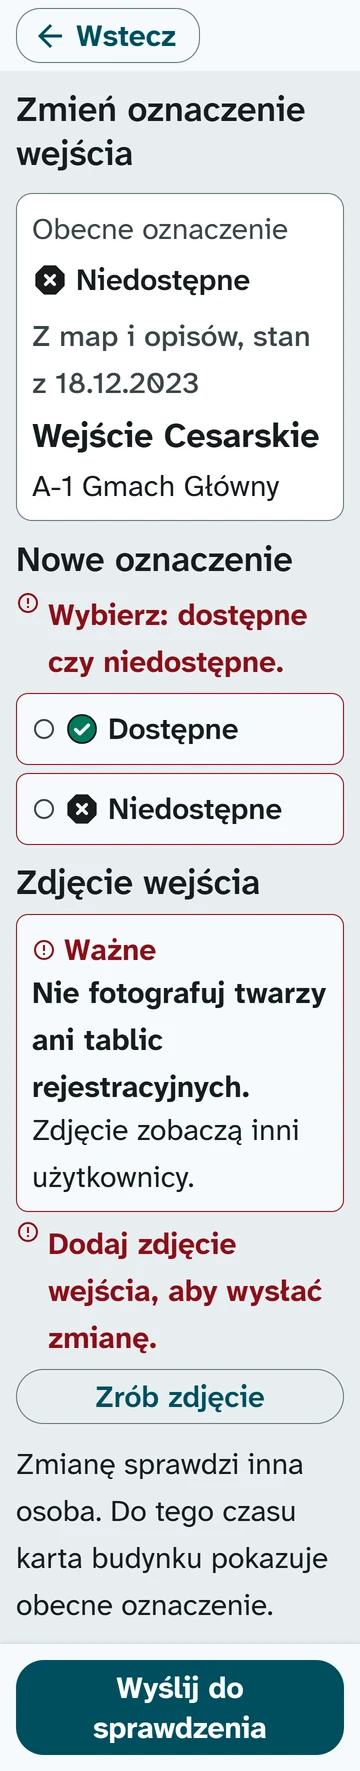 Wstecz
Zmień oznaczenie
wejścia
Obecne oznaczenie
Niedostępne
Z map i opisów, stan
z 18.12.2023
Wejście Cesarskie
A-1 Gmach Główny
Nowe oznaczenie
Wybierz: dostępne
czy niedostępne.
Dostępne
Niedostępne
Zdjęcie wejścia
Ważne
Nie fotografuj twarzy
ani tablic
rejestracyjnych.
Zdjęcie zobaczą inni
użytkownicy.
Dodaj zdjęcie
wejścia, aby wysłać
zmianę.
Zrób zdjęcie
Zmianę sprawdzi inna
osoba. Do tego czasu
karta budynku pokazuje
obecne oznaczenie.
Wyślij do
sprawdzenia